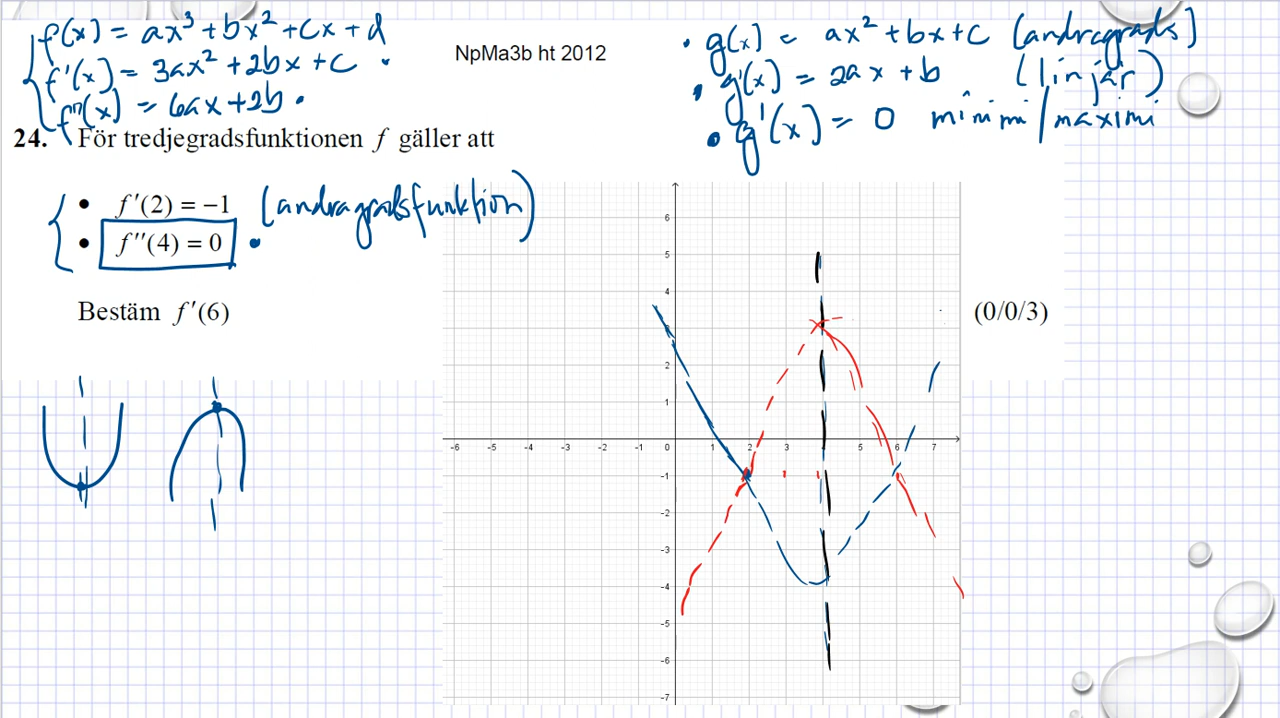 f(x) = ax³ + bx² + cx + d
f'(x) = 3ax² + 2bx + c
f''(x) = 6ax + 2b
NpMa3b ht 2012
g(x) = ax² + bx + c (andragrads)
g'(x) = 2ax + b (linjär)
g'(x) = 0 minimi/maximi
24. För tredjegradsfunktionen f gäller att
• f'(2) = −1 (andragradsfunktion)
• f''(4) = 0
Bestäm f'(6)
(0/0/3)
6
5
4
2
1
-6 -5 -4 -3 -2 -1 0 1 2 3 5 6 7
-1
-2
-3
-4
-5
-6
-7